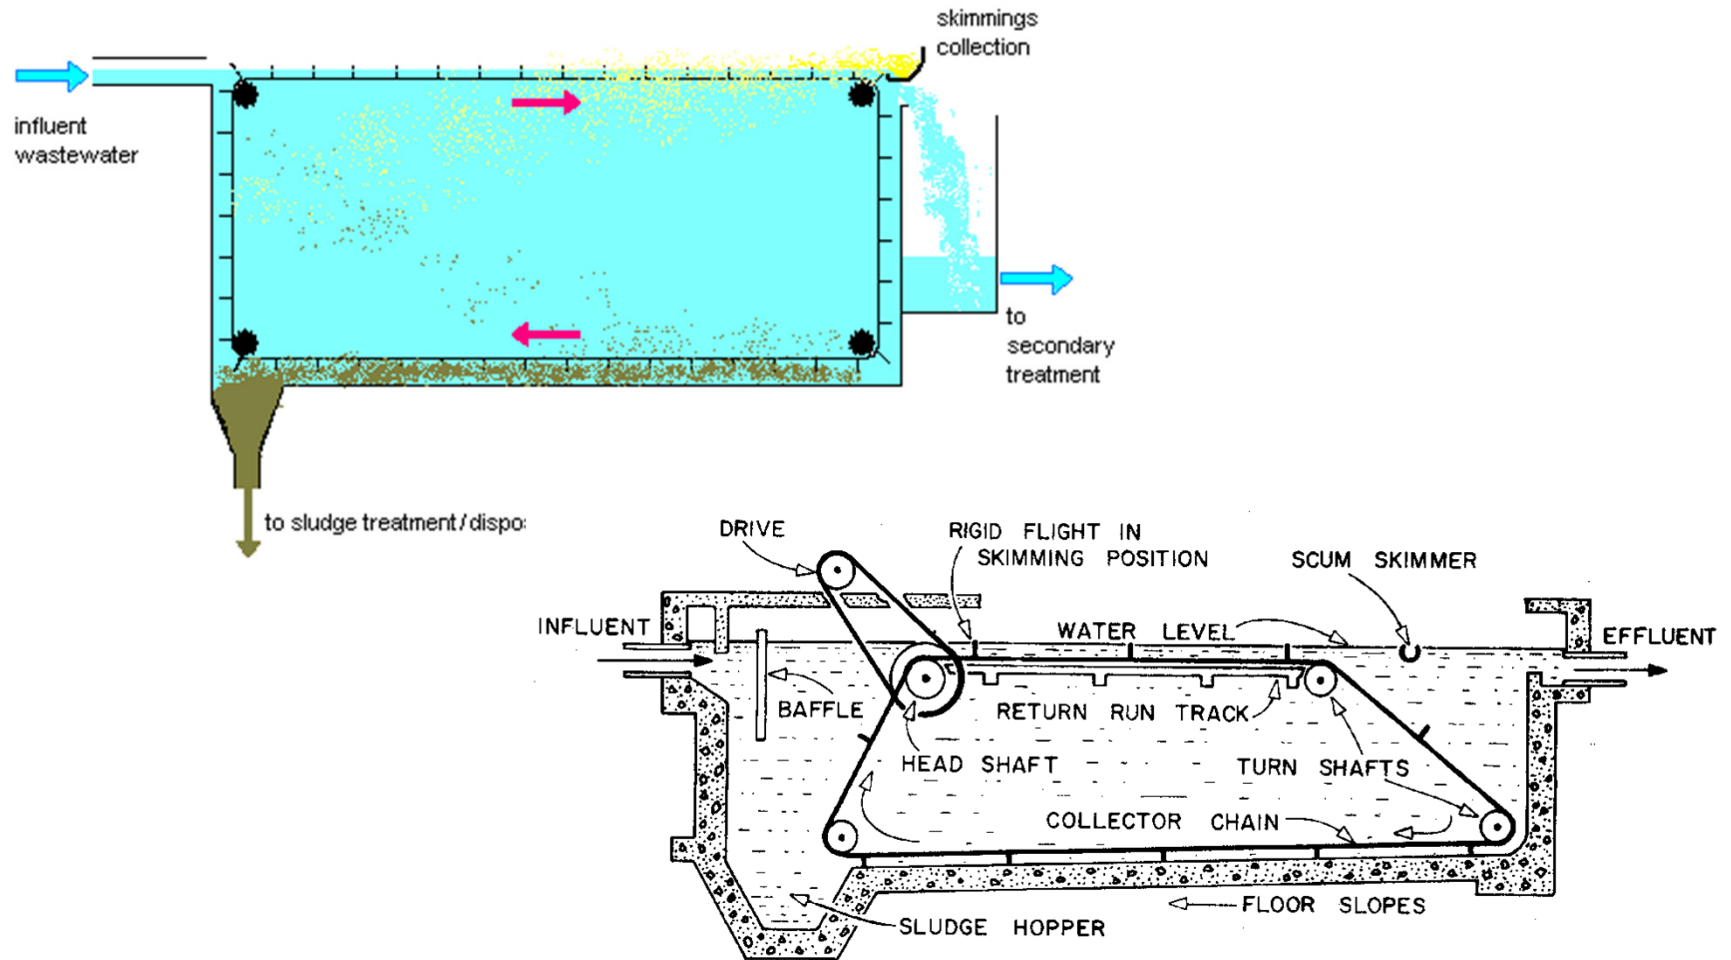 skimmings
collection
influent
wastewater
to
secondary
treatment
to sludge treatment/dispo
DRIVE
RIGID FLIGHT IN
SKIMMING POSITION
SCUM SKIMMER
INFLUENT
WATER LEVEL
EFFLUENT
BAFFLE
RETURN RUN TRACK
HEAD SHAFT
TURN SHAFTS
COLLECTOR CHAIN
FLOOR SLOPES
SLUDGE HOPPER